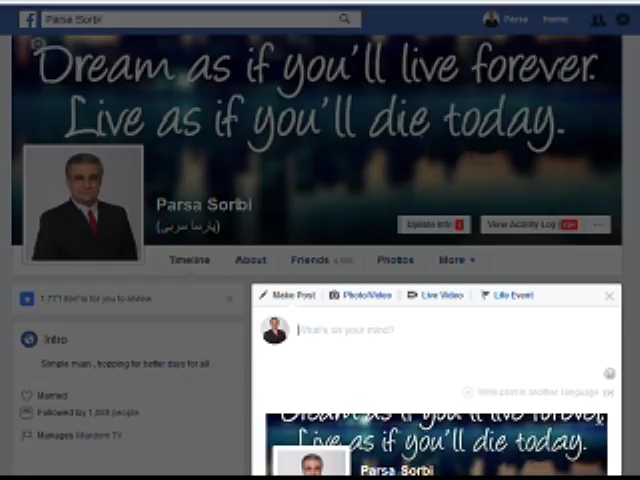 Parsa Sorbi
Parsa Home
Dream as if you'll live forever.
Live as if you'll die today.
Parsa Sorbi
(پارسا سربی)
Update Info
View Activity Log
Timeline About Friends Photos More
1,771 items for you to review
Make Post Photo/Video Live Video Life Event
Intro
What's on your mind?
Simple man , hopping for better days for all .
Married
Write post in another language
Followed by people
Manages TV
Dream as if you'll live forever.
Live as if you'll die today.
Parsa Sorbi